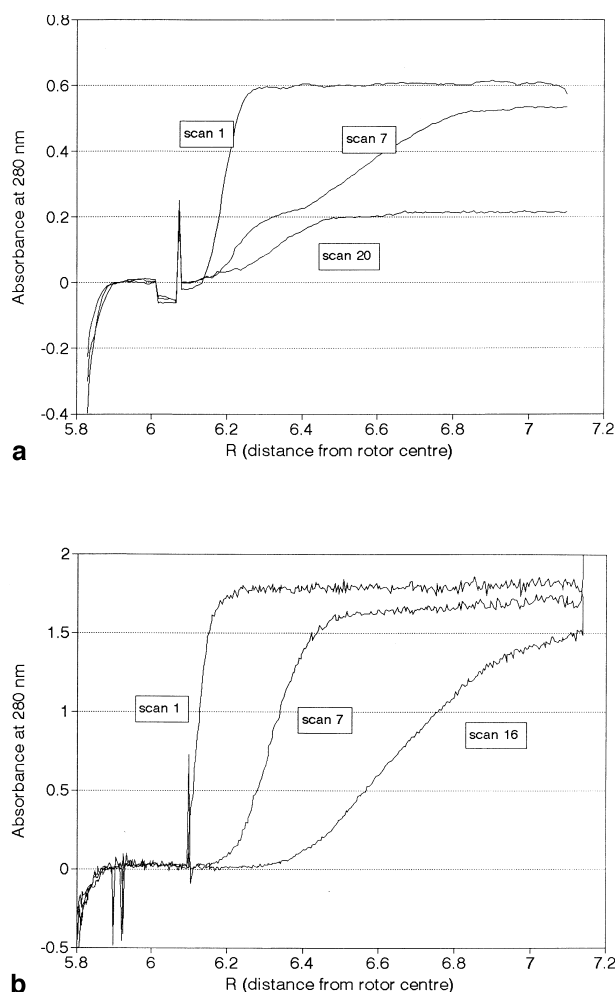 0.8
0.6
0.4
0.2
0
-0.2
-0.4
Absorbance at 280 nm
scan 1
scan 7
scan 20
5.8 6 6.2 6.4 6.6 6.8 7 7.2
R (distance from rotor centre)
a
2
1.5
1
0.5
0
-0.5
Absorbance at 280 nm
scan 1
scan 7
scan 16
5.8 6 6.2 6.4 6.6 6.8 7 7.2
R (distance from rotor centre)
b